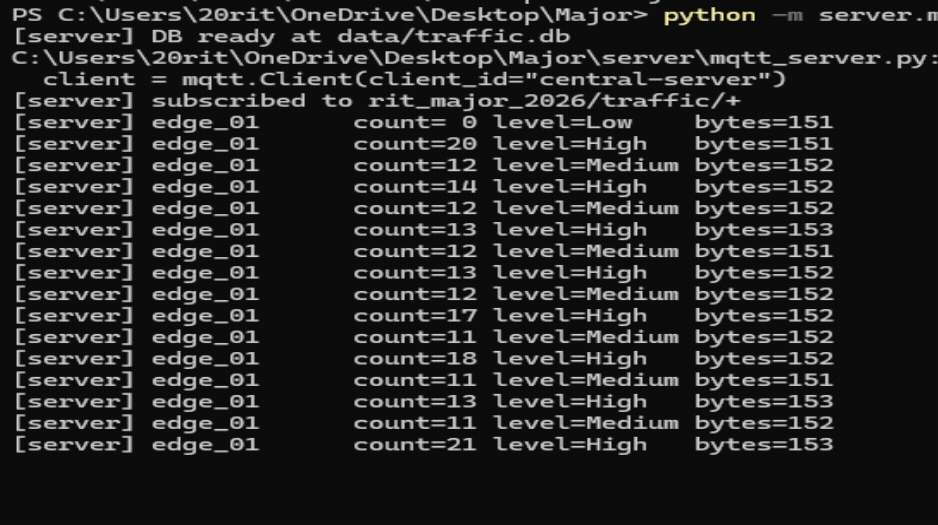 PS C:\Users\20rit\OneDrive\Desktop\Major> python -m server.m
[server] DB ready at data/traffic.db
C:\Users\20rit\OneDrive\Desktop\Major\server\mqtt_server.py:
  client = mqtt.Client(client_id="central-server")
[server] subscribed to rit_major_2026/traffic/+
[server] edge_01      count= 0 level=Low    bytes=151
[server] edge_01      count=20 level=High   bytes=151
[server] edge_01      count=12 level=Medium bytes=152
[server] edge_01      count=14 level=High   bytes=152
[server] edge_01      count=12 level=Medium bytes=152
[server] edge_01      count=13 level=High   bytes=153
[server] edge_01      count=12 level=Medium bytes=151
[server] edge_01      count=13 level=High   bytes=152
[server] edge_01      count=12 level=Medium bytes=152
[server] edge_01      count=17 level=High   bytes=152
[server] edge_01      count=11 level=Medium bytes=152
[server] edge_01      count=18 level=High   bytes=152
[server] edge_01      count=11 level=Medium bytes=151
[server] edge_01      count=13 level=High   bytes=153
[server] edge_01      count=11 level=Medium bytes=152
[server] edge_01      count=21 level=High   bytes=153